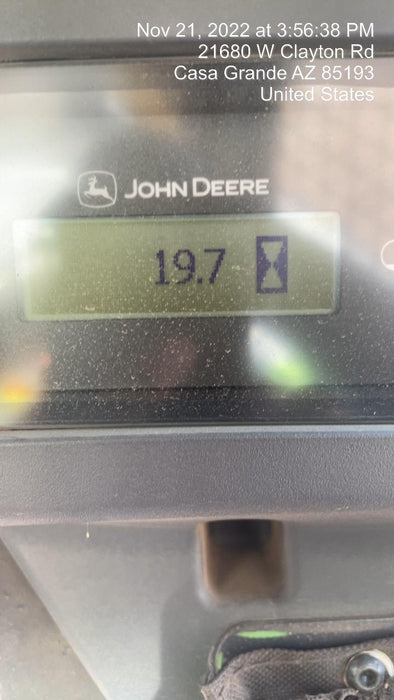 Nov 21, 2022 at 3:56:38 PM
21680 W Clayton Rd
Casa Grande AZ 85193
United States
JOHN DEERE
19.7